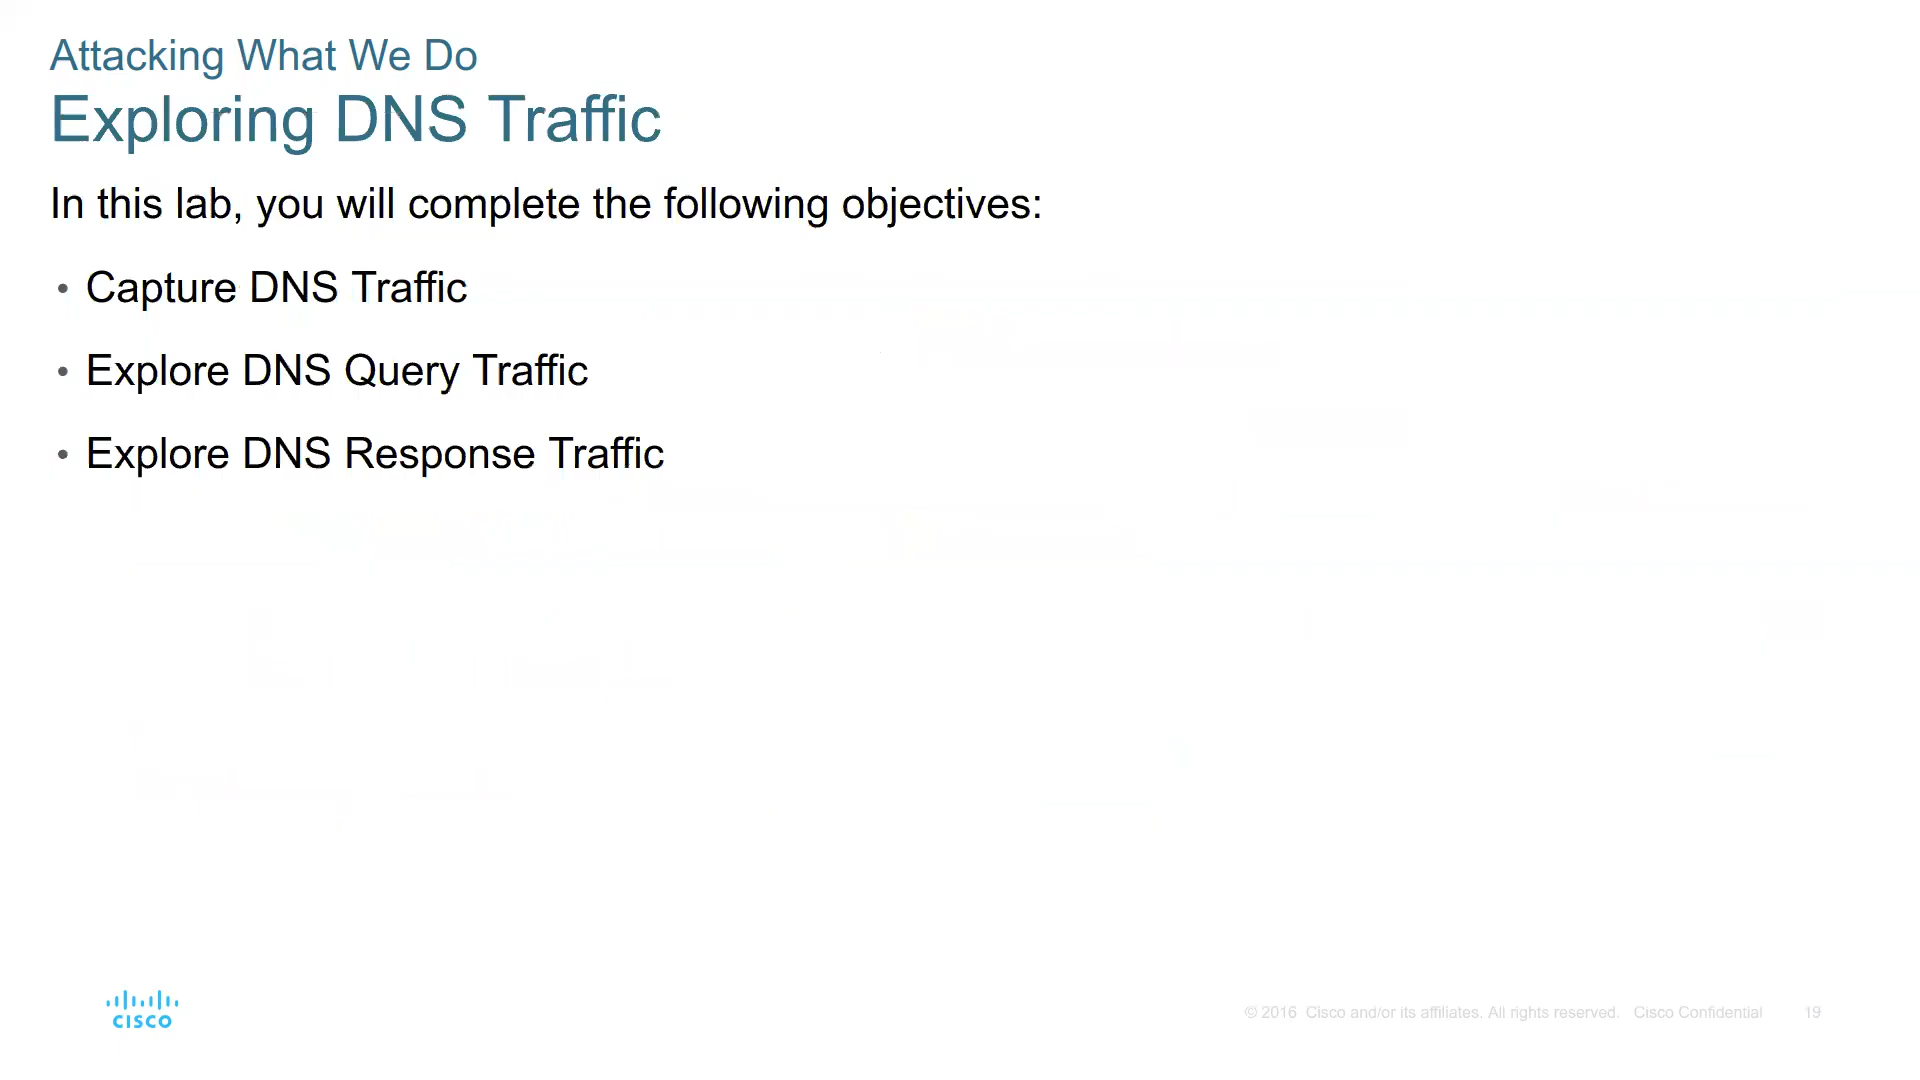 Attacking What We Do
Exploring DNS Traffic
In this lab, you will complete the following objectives:
• Capture DNS Traffic
• Explore DNS Query Traffic
• Explore DNS Response Traffic
CISCO
© 2016 Cisco and/or its affiliates. All rights reserved. Cisco Confidential 19